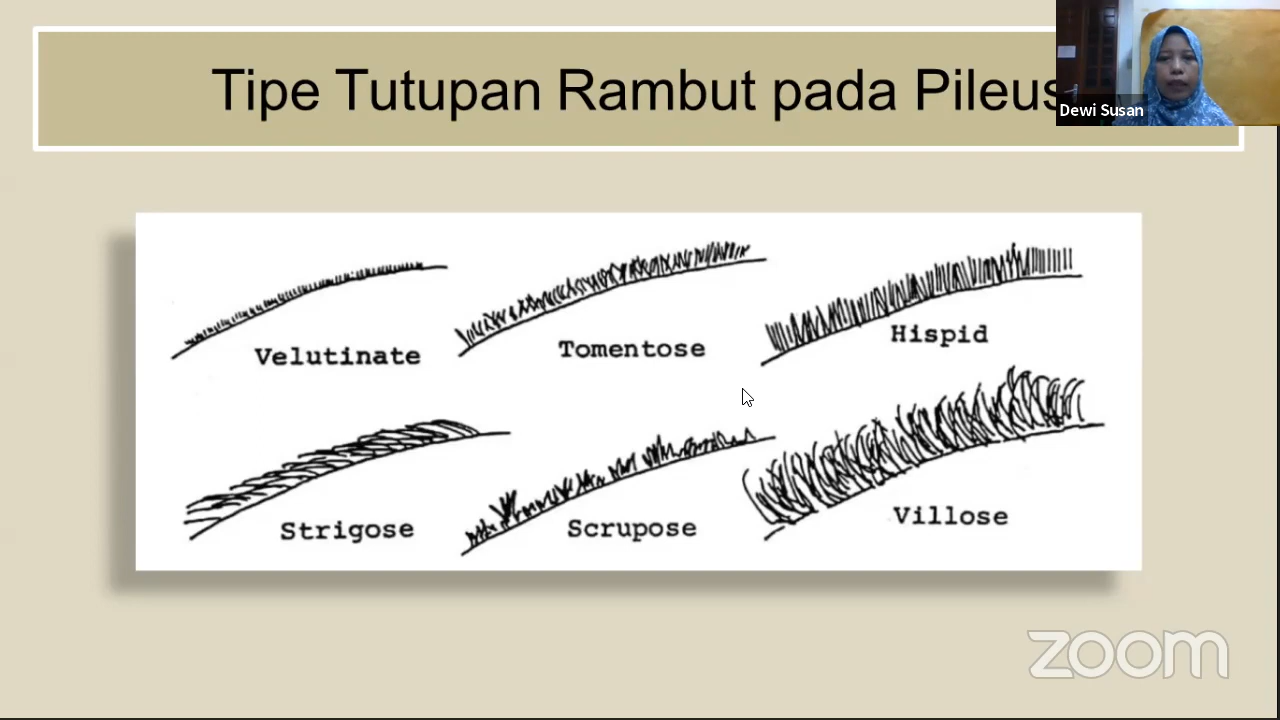 Tipe Tutupan Rambut pada Pileus
Dewi Susan
Velutinate
Tomentose
Hispid
Strigose
Scrupose
Villose
zoom